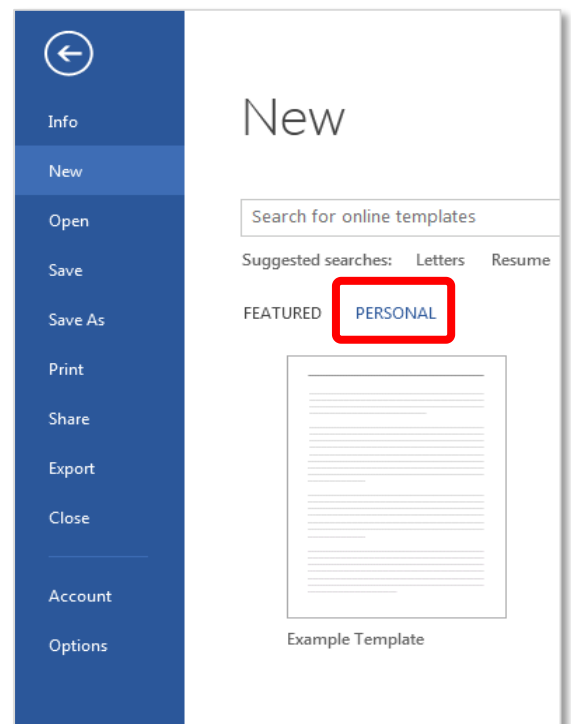 New
Info
New
Open
Save
Save As
Print
Share
Export
Close
Account
Options
Search for online templates
Suggested searches: Letters Resume
FEATURED PERSONAL
Example Template